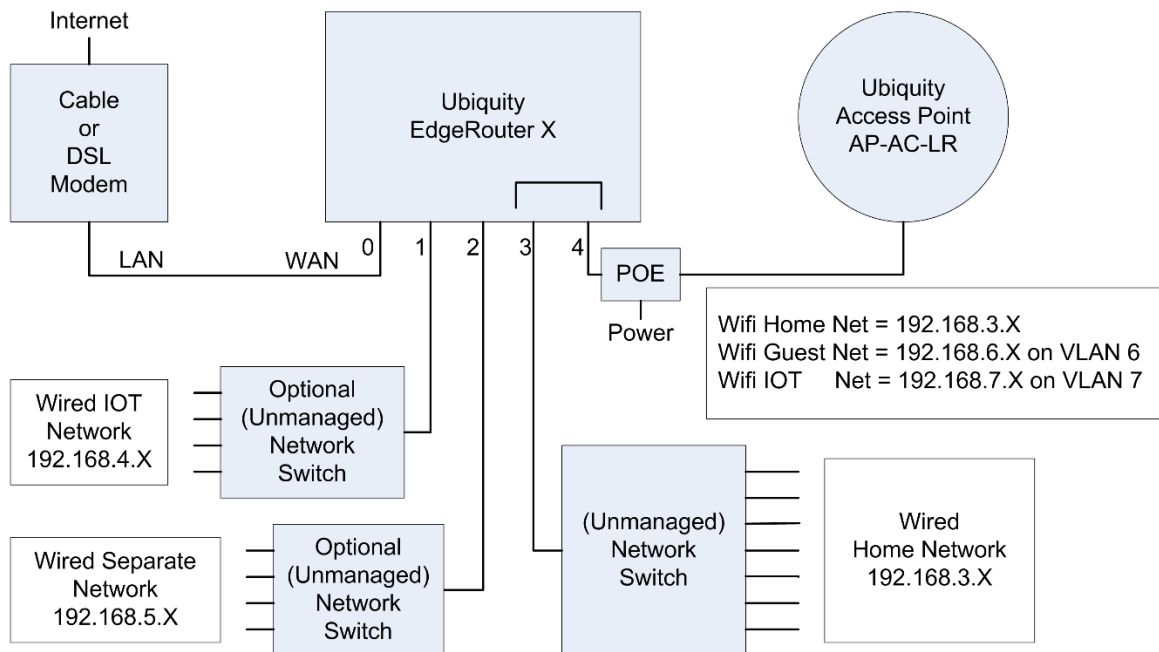 Internet
Cable
or
DSL
Modem
Ubiquity
EdgeRouter X
Ubiquity
Access Point
AP-AC-LR
LAN
WAN
0
1
2
3
4
POE
Power
Wifi Home Net = 192.168.3.X
Wifi Guest Net = 192.168.6.X on VLAN 6
Wifi IOT Net = 192.168.7.X on VLAN 7
Wired IOT
Network
192.168.4.X
Optional
(Unmanaged)
Network
Switch
Wired Separate
Network
192.168.5.X
Optional
(Unmanaged)
Network
Switch
(Unmanaged)
Network
Switch
Wired
Home Network
192.168.3.X